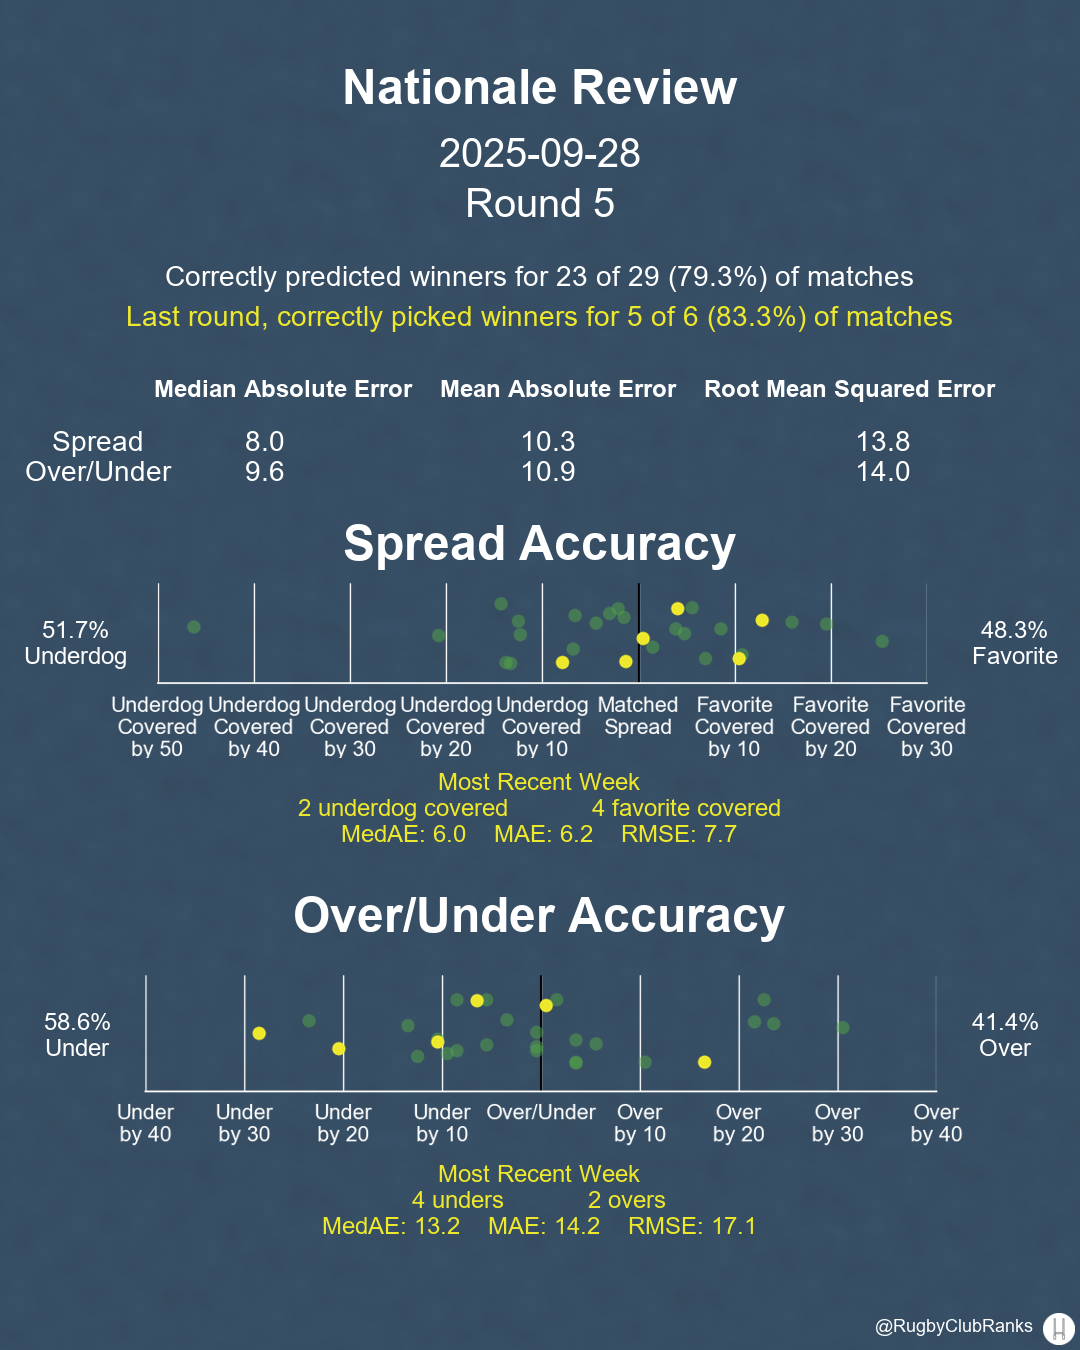 Nationale Review
2025-09-28
Round 5
Correctly predicted winners for 23 of 29 (79.3%) of matches
Last round, correctly picked winners for 5 of 6 (83.3%) of matches
Median Absolute Error Mean Absolute Error Root Mean Squared Error
Spread 8.0 10.3 13.8
Over/Under 9.6 10.9 14.0
Spread Accuracy
51.7% 48.3%
Underdog Favorite
Underdog Underdog Underdog Underdog Underdog Matched Favorite Favorite Favorite
Covered Covered Covered Covered Covered Spread Covered Covered Covered
by 50 by 40 by 30 by 20 by 10 by 10 by 20 by 30
Most Recent Week
2 underdog covered 4 favorite covered
MedAE: 6.0 MAE: 6.2 RMSE: 7.7
Over/Under Accuracy
58.6% 41.4%
Under Over
Under Under Under Under Over/Under Over Over Over Over
by 40 by 30 by 20 by 10 by 10 by 20 by 30 by 40
Most Recent Week
4 unders 2 overs
MedAE: 13.2 MAE: 14.2 RMSE: 17.1
@RugbyClubRanks